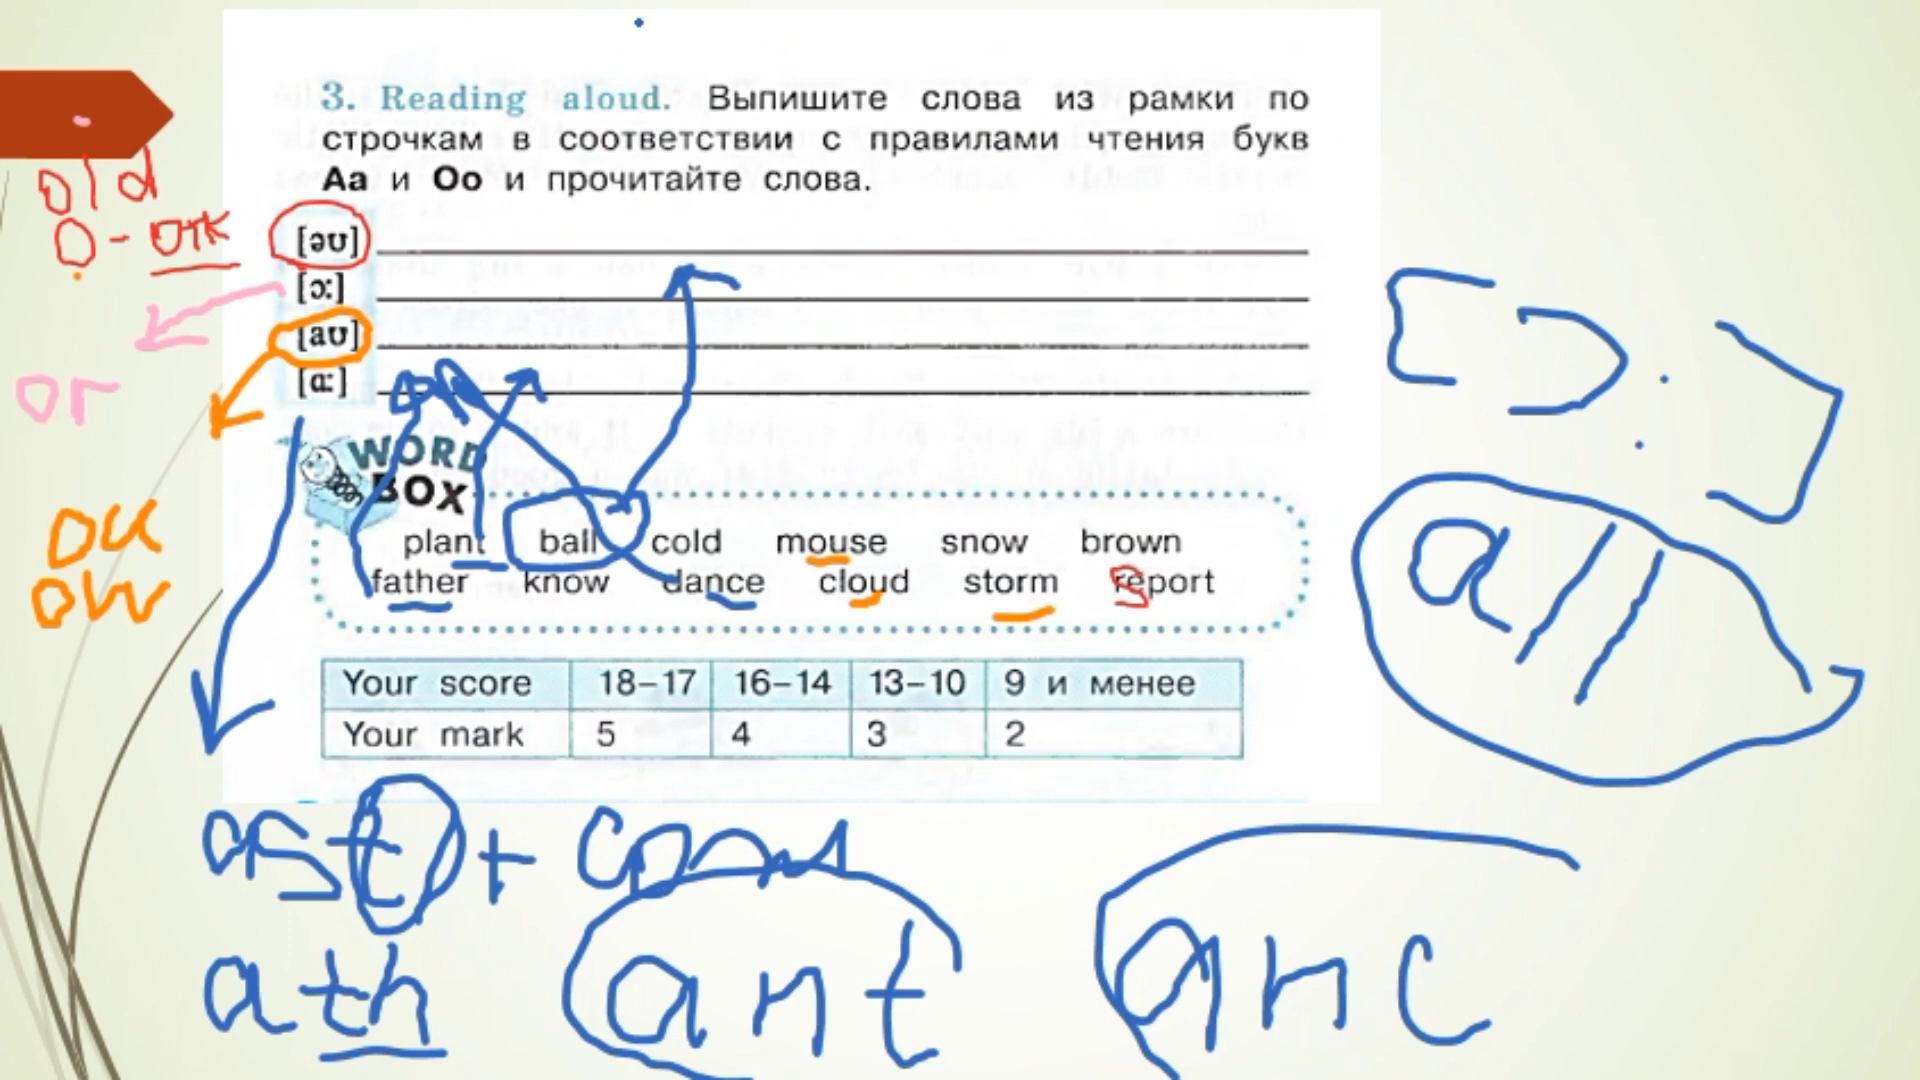 3. Reading aloud. Выпишите слова из рамки по
строчкам в соответствии с правилами чтения букв
Aa и Oo и прочитайте слова.
old
o - отк
[əʊ]
[ɔ:]
[aʊ]
[ɑ:]
or
ou
ow
WORD
BOX
plant ball cold mouse snow brown
father know dance cloud storm report
all
Your score 18–17 16–14 13–10 9 и менее
Your mark 5 4 3 2
ath ant anc